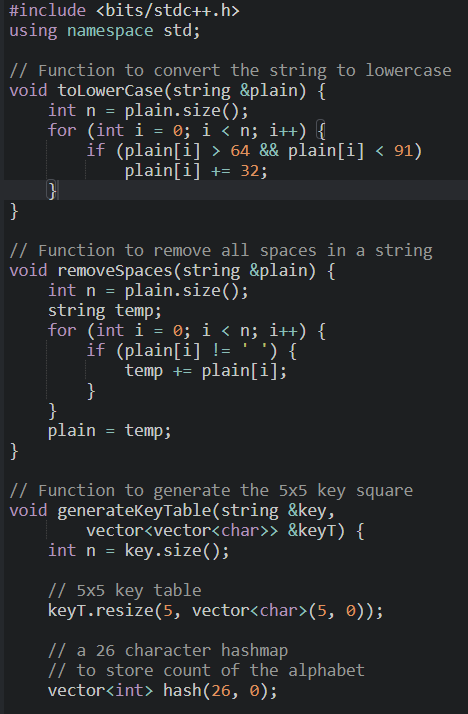 #include <bits/stdc++.h>
using namespace std;

// Function to convert the string to lowercase
void toLowerCase(string &plain) {
    int n = plain.size();
    for (int i = 0; i < n; i++) {
        if (plain[i] > 64 && plain[i] < 91)
            plain[i] += 32;
    }
}

// Function to remove all spaces in a string
void removeSpaces(string &plain) {
    int n = plain.size();
    string temp;
    for (int i = 0; i < n; i++) {
        if (plain[i] != ' ') {
            temp += plain[i];
        }
    }
    plain = temp;
}

// Function to generate the 5x5 key square
void generateKeyTable(string &key,
        vector<vector<char>> &keyT) {
    int n = key.size();

    // 5x5 key table
    keyT.resize(5, vector<char>(5, 0));

    // a 26 character hashmap
    // to store count of the alphabet
    vector<int> hash(26, 0);